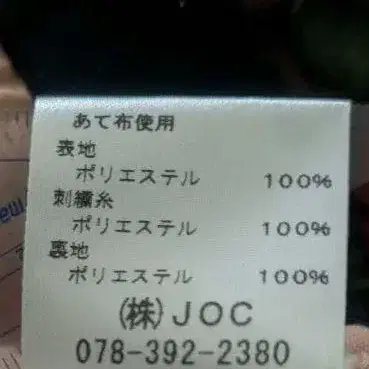 あて布使用
表地
ポリエステル 100%
刺繍糸
ポリエステル 100%
裏地
ポリエステル 100%
(株)JOC
078-392-2380